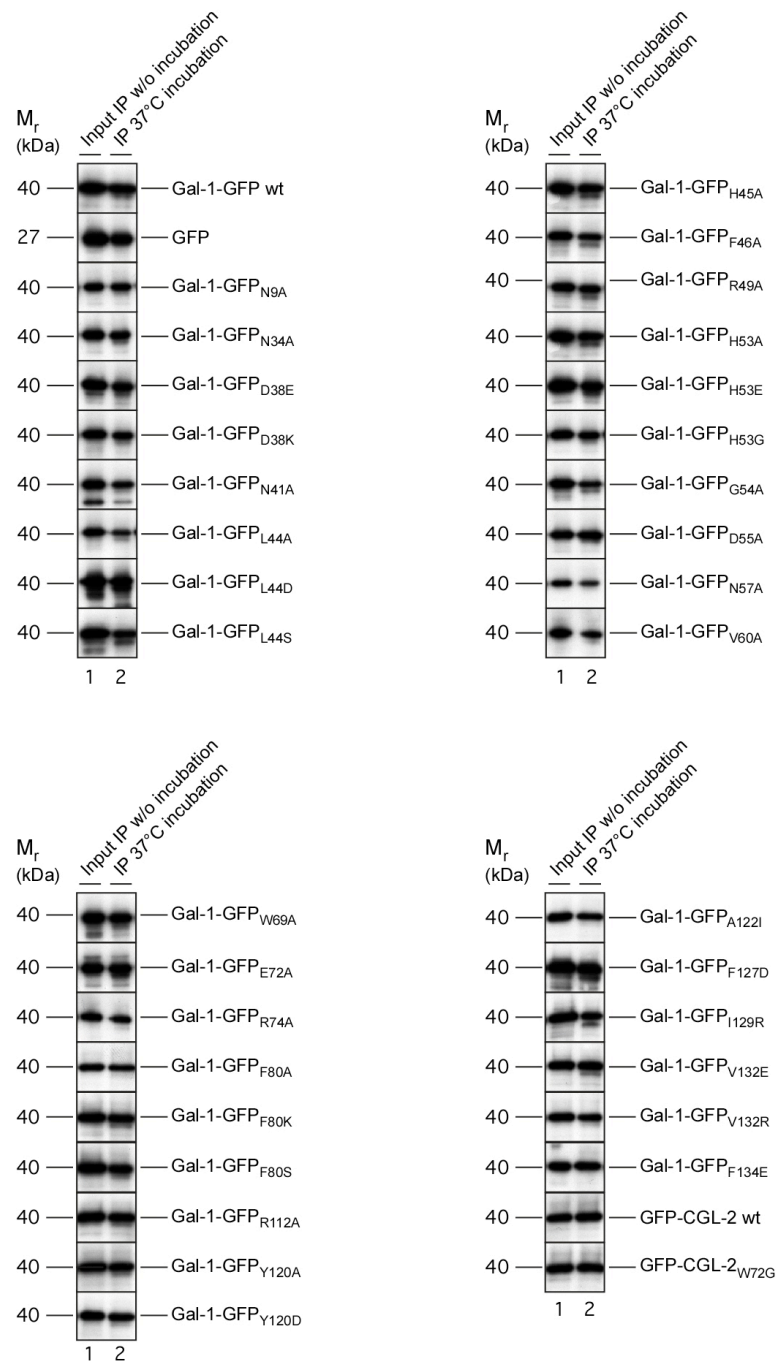 Input IP w/o incubation
IP 37°C incubation
Mr
(kDa)
40 Gal-1-GFP wt
27 GFP
40 Gal-1-GFPN9A
40 Gal-1-GFPN34A
40 Gal-1-GFPD38E
40 Gal-1-GFPD38K
40 Gal-1-GFPN41A
40 Gal-1-GFPL44A
40 Gal-1-GFPL44D
40 Gal-1-GFPL44S
1 2
Input IP w/o incubation
IP 37°C incubation
Mr
(kDa)
40 Gal-1-GFPH45A
40 Gal-1-GFPF46A
40 Gal-1-GFPR49A
40 Gal-1-GFPH53A
40 Gal-1-GFPH53E
40 Gal-1-GFPH53G
40 Gal-1-GFPG54A
40 Gal-1-GFPD55A
40 Gal-1-GFPN57A
40 Gal-1-GFPV60A
1 2
Input IP w/o incubation
IP 37°C incubation
Mr
(kDa)
40 Gal-1-GFPW69A
40 Gal-1-GFPE72A
40 Gal-1-GFPR74A
40 Gal-1-GFPF80A
40 Gal-1-GFPF80K
40 Gal-1-GFPF80S
40 Gal-1-GFPR112A
40 Gal-1-GFPY120A
40 Gal-1-GFPY120D
1 2
Input IP w/o incubation
IP 37°C incubation
Mr
(kDa)
40 Gal-1-GFPA122I
40 Gal-1-GFPF127D
40 Gal-1-GFPI129R
40 Gal-1-GFPV132E
40 Gal-1-GFPV132R
40 Gal-1-GFPF134E
40 GFP-CGL-2 wt
40 GFP-CGL-2W72G
1 2